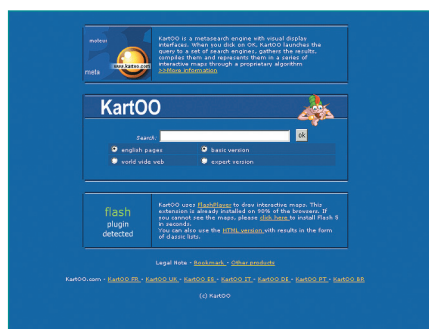 meteor
www.kartoo.com
meta
KartOO is a metasearch engine with visual display
interfaces. When you click on OK, KartOO launches the
query to a set of search engines, gathers the results,
compiles them and represents them in a series of
interactive maps through a proprietary algorithm
>>More information
KartOO
Search: ok
english pages basic version
world wide web expert version
flash
plugin
detected
KartOO uses FlashPlayer to draw interactive maps. This
extension is already installed on 98% of the browsers. If
you cannot see the maps, please click here to install Flash 5
in seconds.
You can also use the HTML version with results in the form
of classic lists.
Legal Note - Bookmark - Other products
KartOO.com - KartOO FR - KartOO UK - KartOO ES - KartOO IT - KartOO DE - KartOO PT - KartOO BR
(c) KartOO